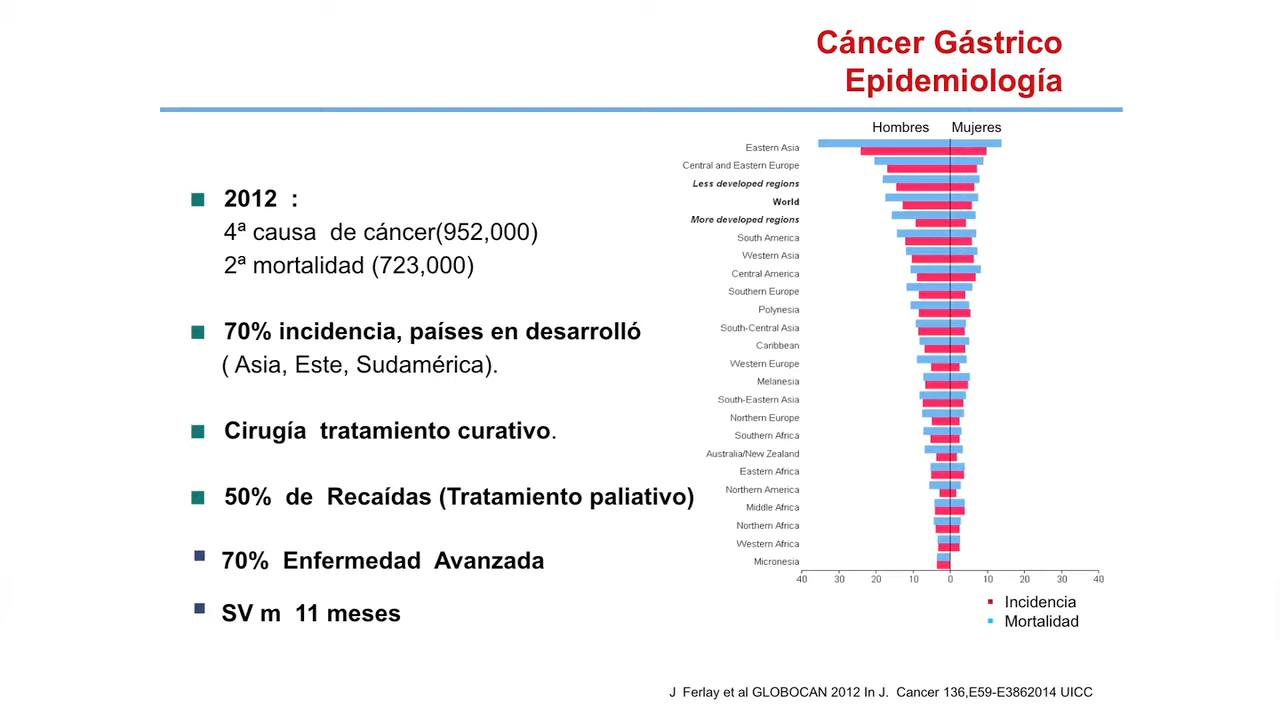 Cáncer Gástrico
Epidemiología
2012 :
4ª causa de cáncer(952,000)
2ª mortalidad (723,000)
70% incidencia, países en desarrolló
( Asia, Este, Sudamérica).
Cirugía tratamiento curativo.
50% de Recaídas (Tratamiento paliativo)
70% Enfermedad Avanzada
SV m 11 meses
Hombres Mujeres
Eastern Asia
Central and Eastern Europe
Less developed regions
World
More developed regions
South America
Western Asia
Central America
Southern Europe
Polynesia
South-Central Asia
Caribbean
Western Europe
Melanesia
South-Eastern Asia
Northern Europe
Southern Africa
Australia/New Zealand
Eastern Africa
Northern America
Middle Africa
Northern Africa
Western Africa
Micronesia
40 30 20 10 0 10 20 30 40
Incidencia
Mortalidad
J Ferlay et al GLOBOCAN 2012 In J. Cancer 136,E59-E3862014 UICC